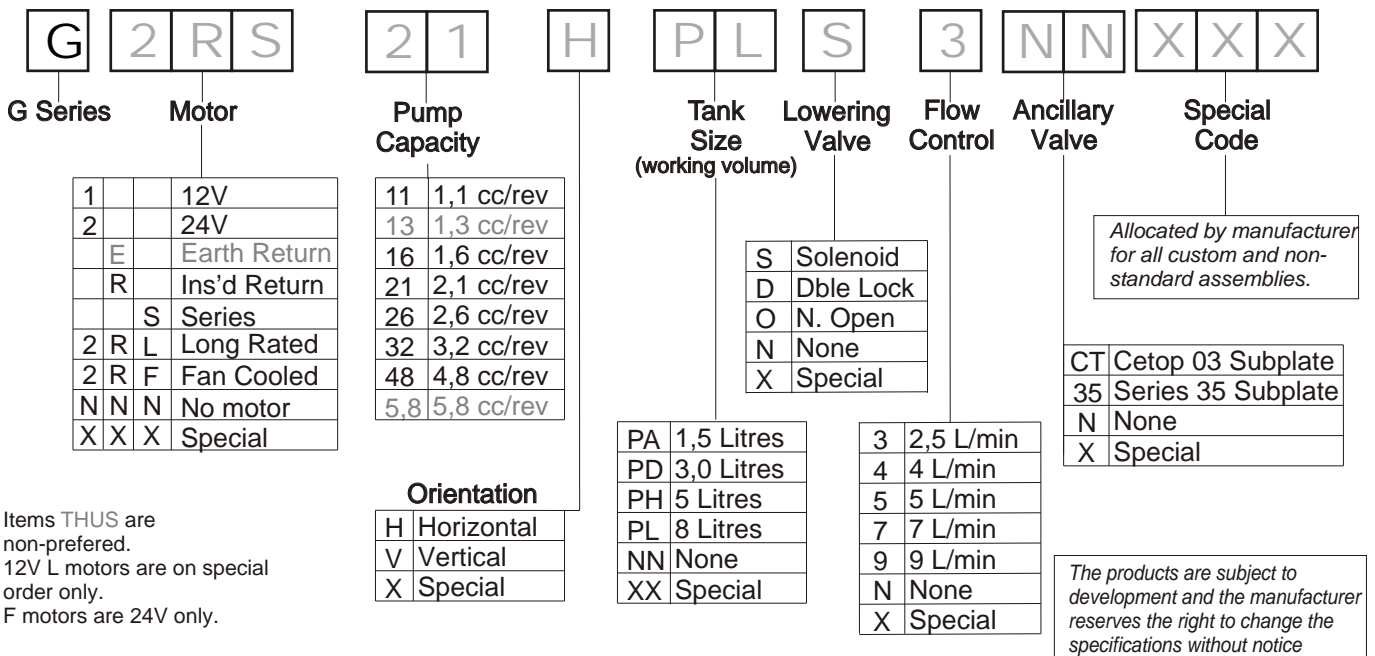 G 2 R S 2 1 H P L S 3 N N X X X
G Series
Motor
1 12V
2 24V
E Earth Return
R Ins'd Return
S Series
2 R L Long Rated
2 R F Fan Cooled
N N N No motor
X X X Special
Pump
Capacity
11 1,1 cc/rev
13 1,3 cc/rev
16 1,6 cc/rev
21 2,1 cc/rev
26 2,6 cc/rev
32 3,2 cc/rev
48 4,8 cc/rev
5,8 5,8 cc/rev
Orientation
H Horizontal
V Vertical
X Special
Tank
Size
(working volume)
PA 1,5 Litres
PD 3,0 Litres
PH 5 Litres
PL 8 Litres
NN None
XX Special
Lowering
Valve
S Solenoid
D Dble Lock
O N. Open
N None
X Special
Flow
Control
3 2,5 L/min
4 4 L/min
5 5 L/min
7 7 L/min
9 9 L/min
N None
X Special
Ancillary
Valve
CT Cetop 03 Subplate
35 Series 35 Subplate
N None
X Special
Special
Code
Allocated by manufacturer
for all custom and non-
standard assemblies.
Items THUS are
non-prefered.
12V L motors are on special
order only.
F motors are 24V only.
The products are subject to
development and the manufacturer
reserves the right to change the
specifications without notice